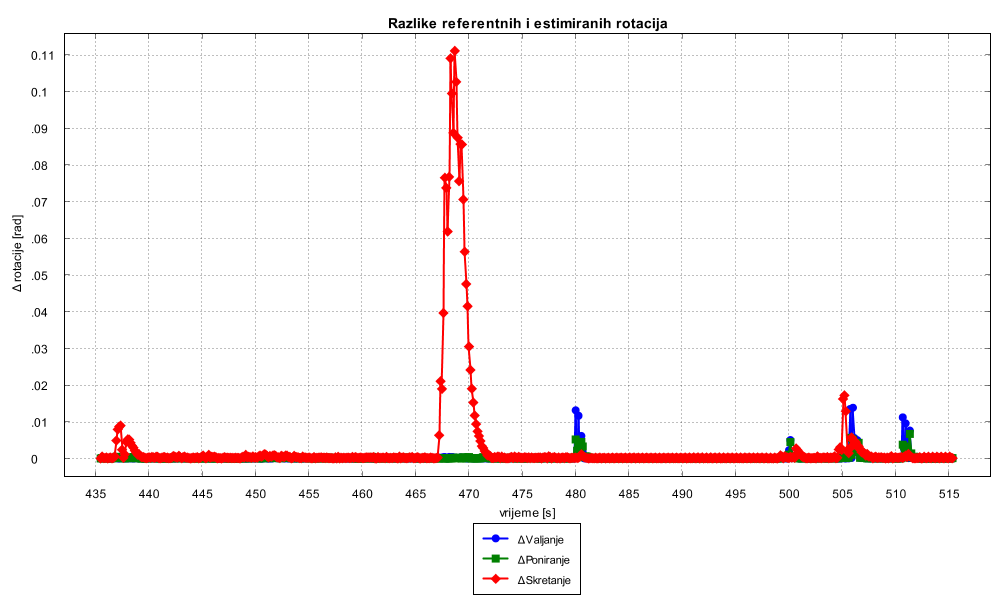 Razlike referentnih i estimiranih rotacija
Δ rotacije [rad]
0.11
0.1
.09
.08
.07
.06
.05
.04
.03
.02
.01
0
435 440 445 450 455 460 465 470 475 480 485 490 495 500 505 510 515
vrijeme [s]
ΔValjanje
ΔPoniranje
ΔSkretanje